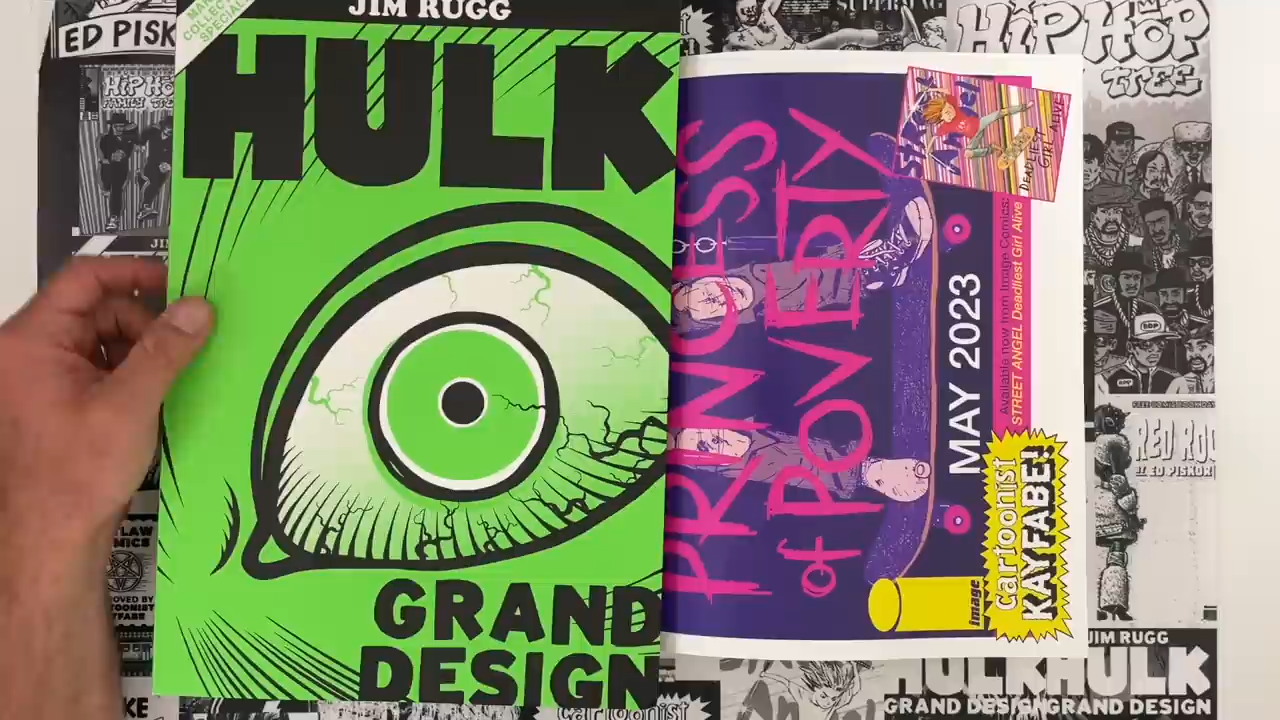 JIM RUGG
HULK
GRAND
DESIGN
PRINCESS
of POVERTY
MAY 2023
Available now from Image Comics:
STREET ANGEL Deadliest Girl Alive
DEADLIEST
GIRL ALIVE
image
Cartoonist
KAYFABE!!
ED PISK
HIP HOP
TREE
BDP
RED ROO
ED PISKOR
JIM RUGG
HULK HULK
GRAND DESIGN GRAND DESIGN
Cartoonist